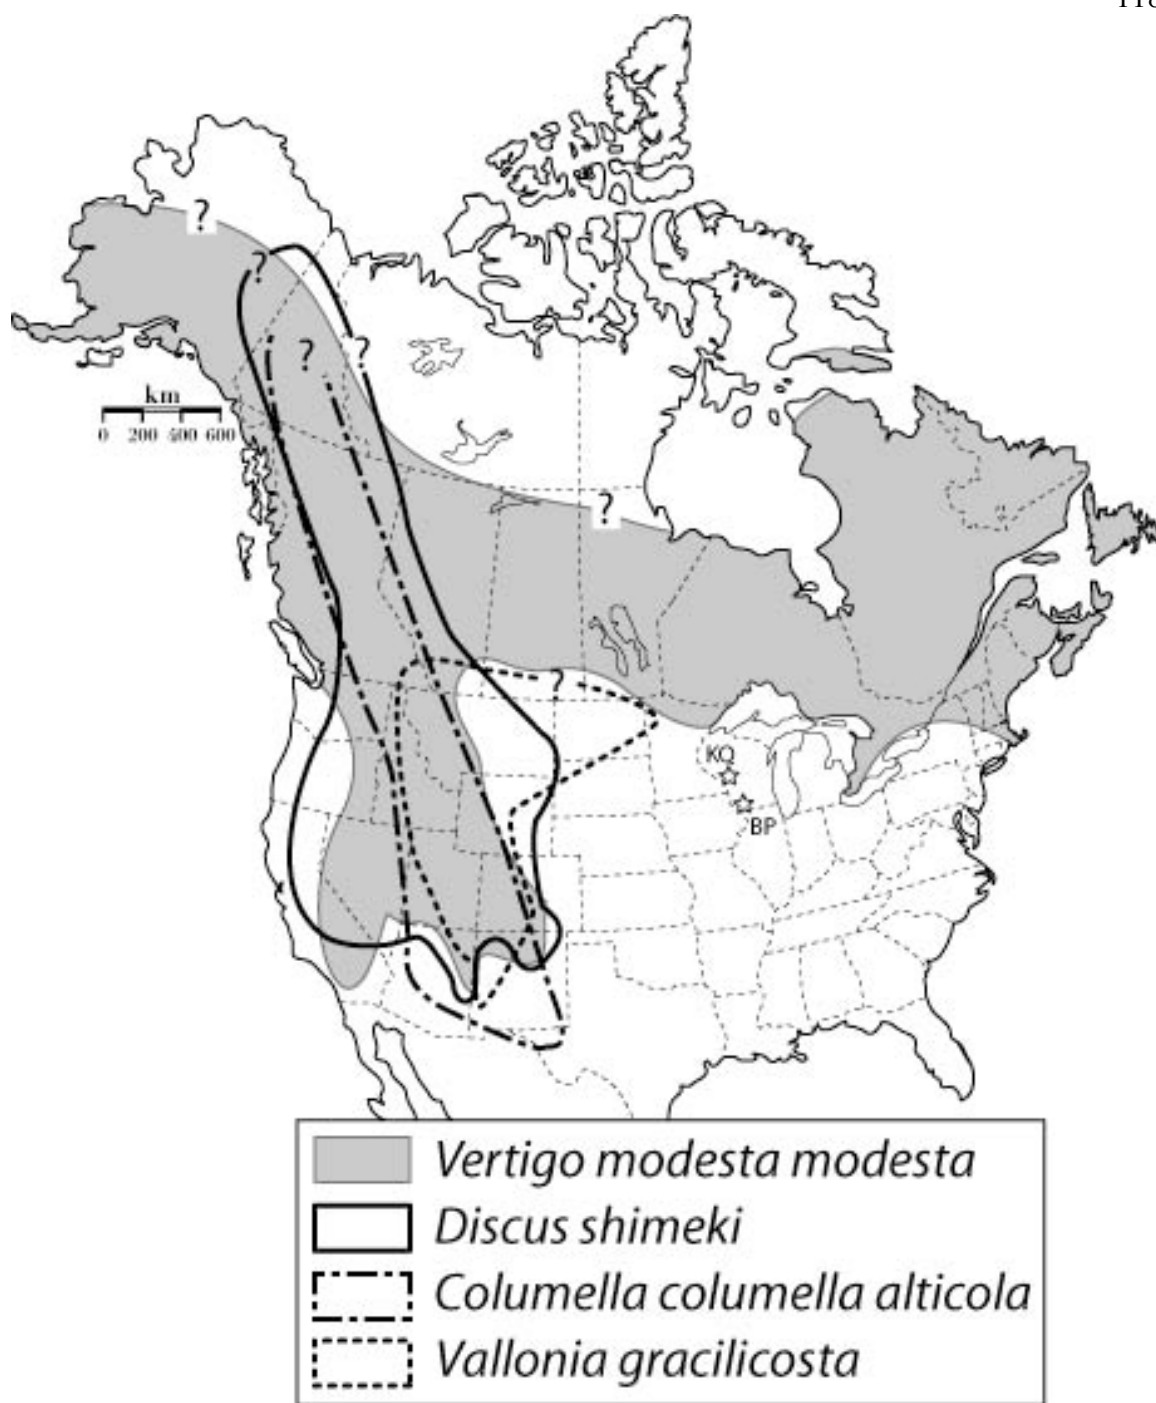 ?
?
?
?
km
0 200 400 600
?
?
KQ
BP
Vertigo modesta modesta
Discus shimeki
Columella columella alticola
Vallonia gracilicosta